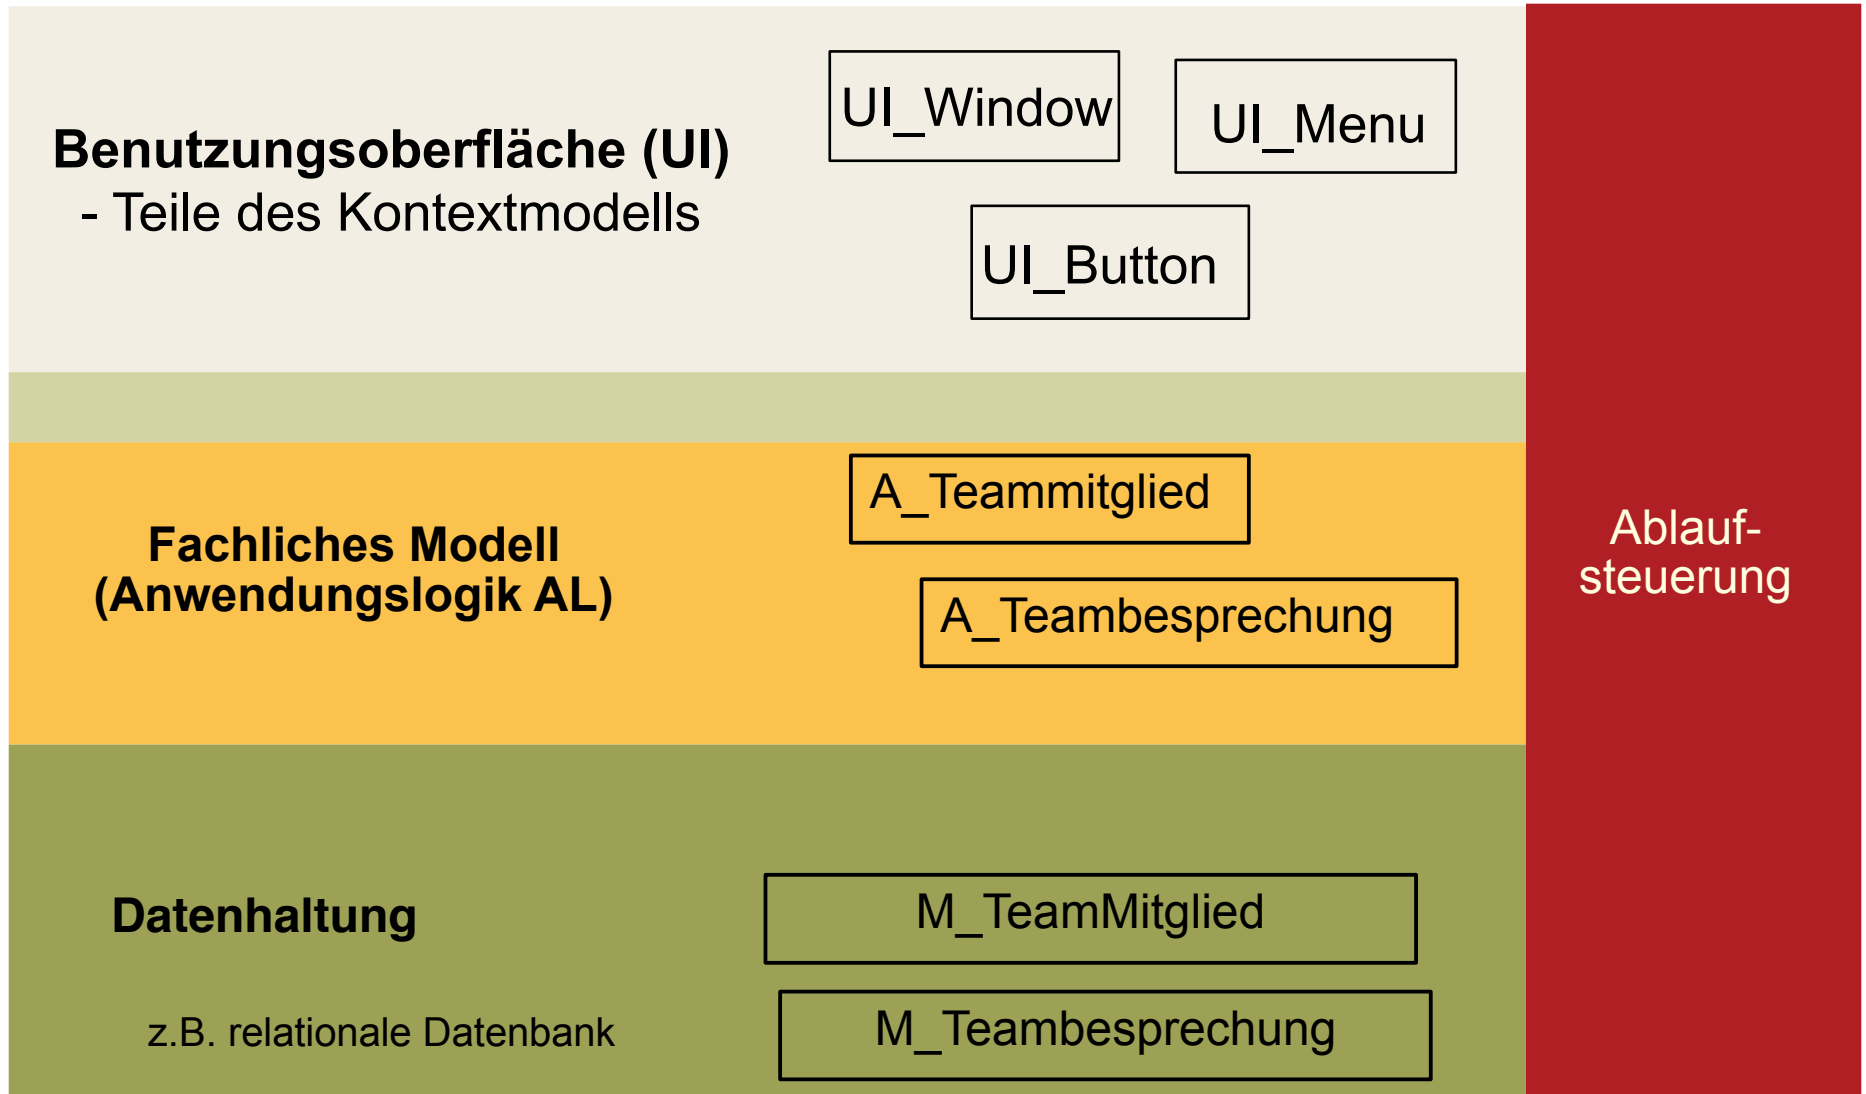 Benutzungsoberfläche (UI)
- Teile des Kontextmodells
UI_Window
UI_Menu
UI_Button
Fachliches Modell
(Anwendungslogik AL)
A_Teammitglied
A_Teambesprechung
Datenhaltung
z.B. relationale Datenbank
M_TeamMitglied
M_Teambesprechung
Ablauf-
steuerung